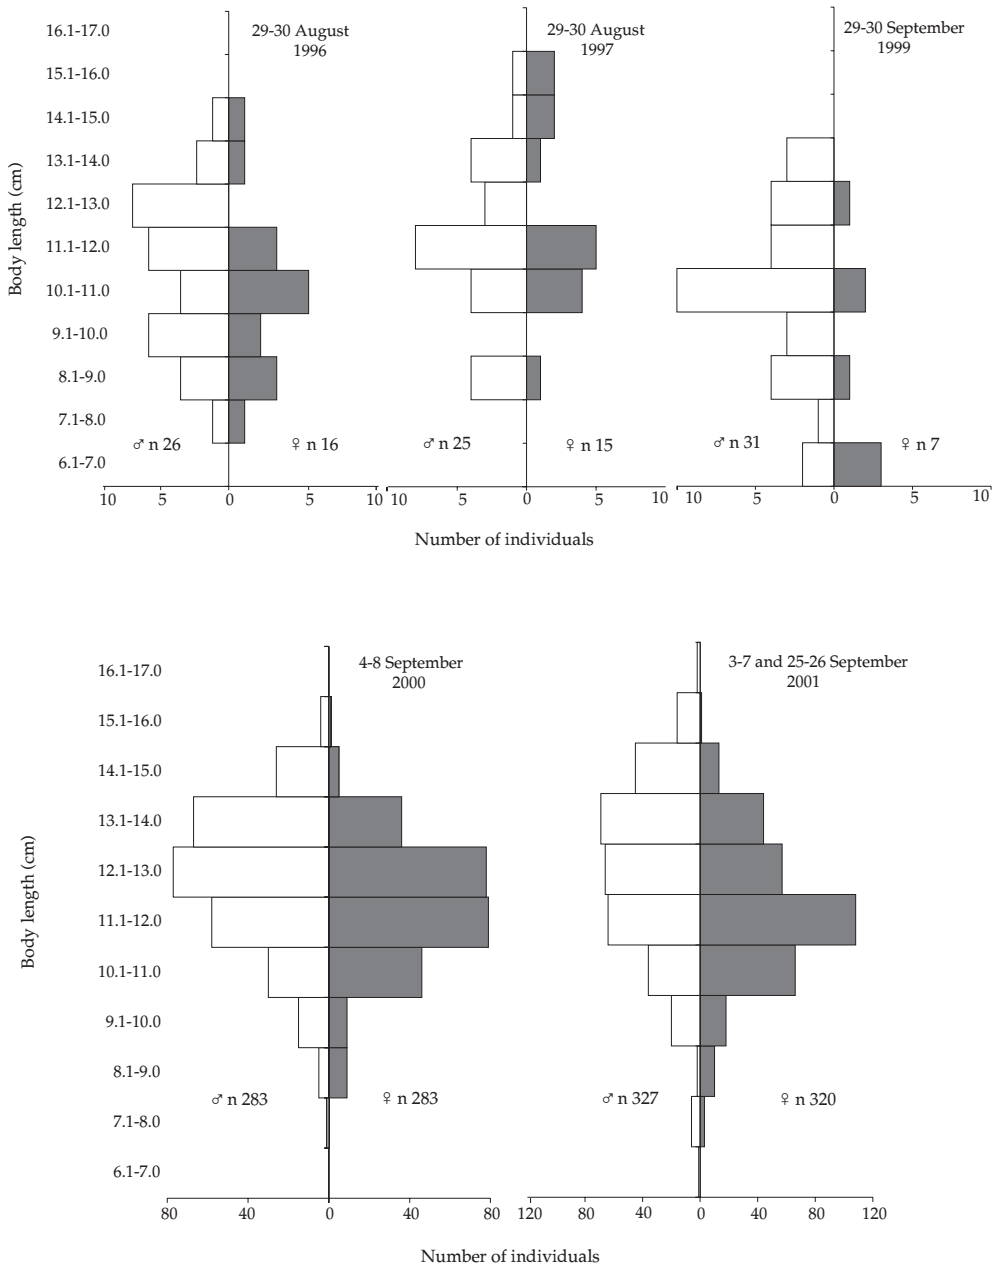 29-30 August
1996
29-30 August
1997
29-30 September
1999
Body length (cm)
16.1-17.0
15.1-16.0
14.1-15.0
13.1-14.0
12.1-13.0
11.1-12.0
10.1-11.0
9.1-10.0
8.1-9.0
7.1-8.0
6.1-7.0
♂ n 26 ♀ n 16
♂ n 25 ♀ n 15
♂ n 31 ♀ n 7
10 5 0 5 10
10 5 0 5 10
10 5 0 5 10
Number of individuals
4-8 September
2000
3-7 and 25-26 September
2001
Body length (cm)
16.1-17.0
15.1-16.0
14.1-15.0
13.1-14.0
12.1-13.0
11.1-12.0
10.1-11.0
9.1-10.0
8.1-9.0
7.1-8.0
6.1-7.0
♂ n 283 ♀ n 283
♂ n 327 ♀ n 320
80 40 0 40 80
120 80 40 0 40 80 120
Number of individuals